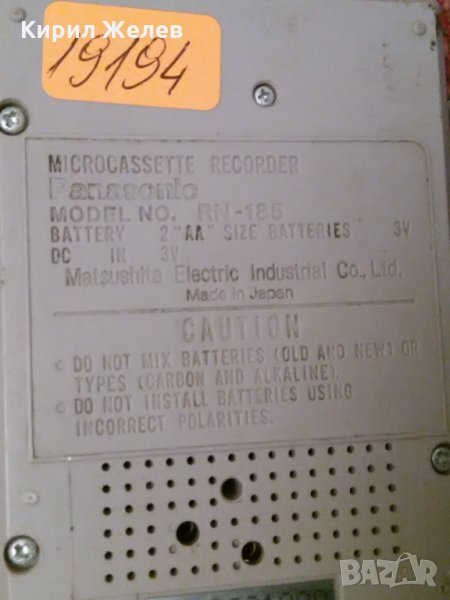 Кирил Желев
19194
MICROCASSETTE RECORDER
Panasonic
MODEL NO. RN-185
BATTERY 2 "AA" SIZE BATTERIES 3V
DC IN 3V
Matsushita Electric Industrial Co., Ltd.
Made in Japan
CAUTION
DO NOT MIX BATTERIES (OLD AND NEW) OR
TYPES (CARBON AND ALKALINE).
DO NOT INSTALL BATTERIES USING
INCORRECT POLARITIES.
BAZAR